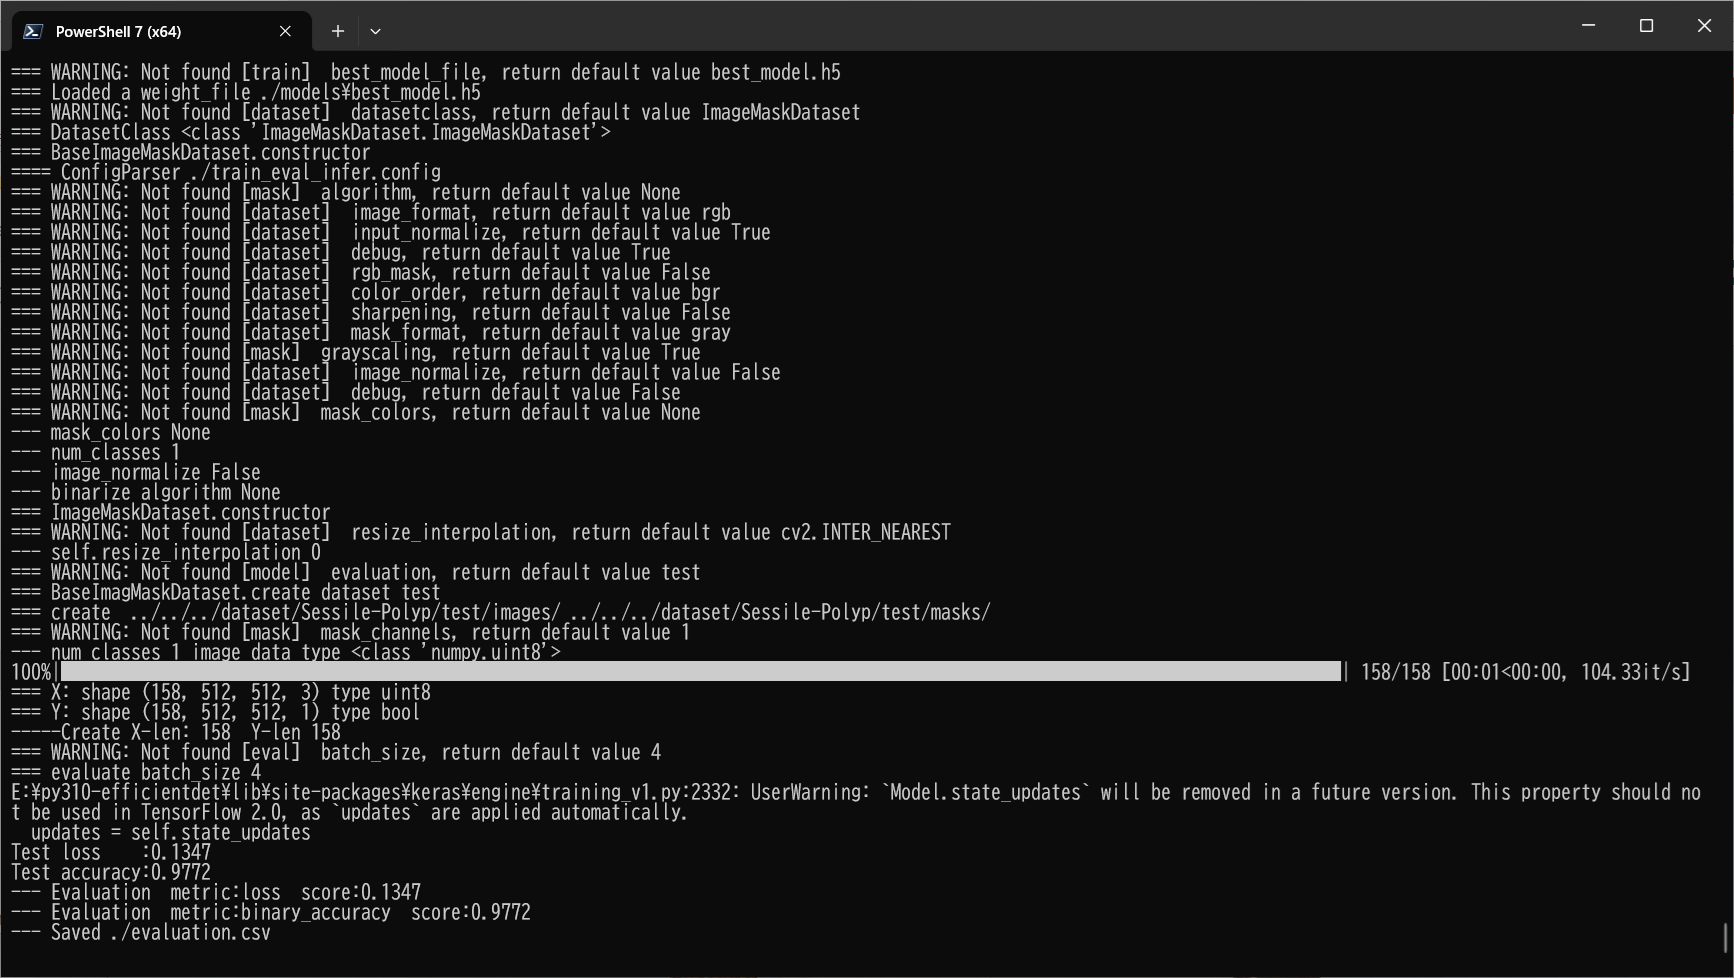 PowerShell 7 (x64)
=== WARNING: Not found [train]  best_model_file, return default value best_model.h5
=== Loaded a weight_file ./models¥best_model.h5
=== WARNING: Not found [dataset]  datasetclass, return default value ImageMaskDataset
=== DatasetClass <class 'ImageMaskDataset.ImageMaskDataset'>
=== BaseImageMaskDataset.constructor
==== ConfigParser ./train_eval_infer.config
=== WARNING: Not found [mask]  algorithm, return default value None
=== WARNING: Not found [dataset]  image_format, return default value rgb
=== WARNING: Not found [dataset]  input_normalize, return default value True
=== WARNING: Not found [dataset]  debug, return default value True
=== WARNING: Not found [dataset]  rgb_mask, return default value False
=== WARNING: Not found [dataset]  color_order, return default value bgr
=== WARNING: Not found [dataset]  sharpening, return default value False
=== WARNING: Not found [dataset]  mask_format, return default value gray
=== WARNING: Not found [mask]  grayscaling, return default value True
=== WARNING: Not found [dataset]  image_normalize, return default value False
=== WARNING: Not found [dataset]  debug, return default value False
=== WARNING: Not found [mask]  mask_colors, return default value None
--- mask_colors None
--- num_classes 1
--- image_normalize False
--- binarize algorithm None
=== ImageMaskDataset.constructor
=== WARNING: Not found [dataset]  resize_interpolation, return default value cv2.INTER_NEAREST
--- self.resize_interpolation 0
=== WARNING: Not found [model]  evaluation, return default value test
=== BaseImagMaskDataset.create dataset test
=== create  ../../../dataset/Sessile-Polyp/test/images/ ../../../dataset/Sessile-Polyp/test/masks/
=== WARNING: Not found [mask]  mask_channels, return default value 1
--- num_classes 1 image data_type <class 'numpy.uint8'>
100%|| 158/158 [00:01<00:00, 104.33it/s]
=== X: shape (158, 512, 512, 3) type uint8
=== Y: shape (158, 512, 512, 1) type bool
-----Create X-len: 158  Y-len 158
=== WARNING: Not found [eval]  batch_size, return default value 4
=== evaluate batch_size 4
E:¥py310-efficientdet¥lib¥site-packages¥keras¥engine¥training_v1.py:2332: UserWarning: `Model.state_updates` will be removed in a future version. This property should no
t be used in TensorFlow 2.0, as `updates` are applied automatically.
  updates = self.state_updates
Test loss    :0.1347
Test accuracy:0.9772
--- Evaluation  metric:loss  score:0.1347
--- Evaluation  metric:binary_accuracy  score:0.9772
--- Saved ./evaluation.csv